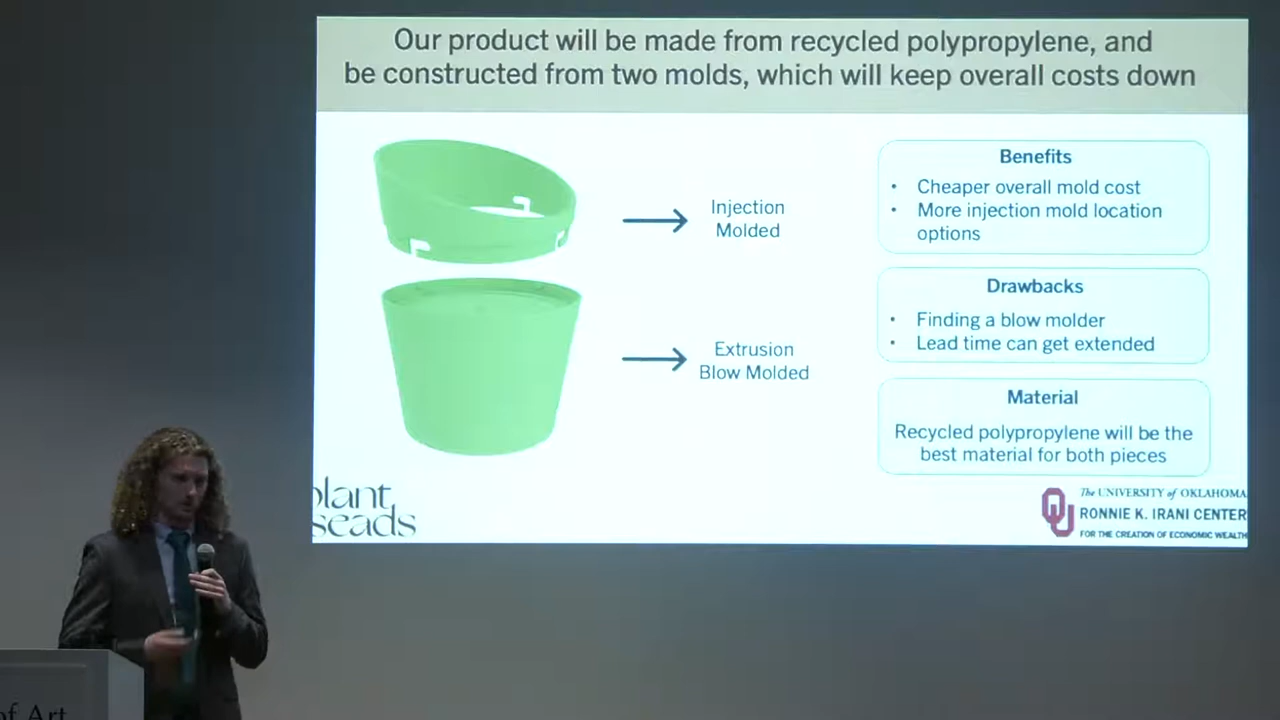 Our product will be made from recycled polypropylene, and
be constructed from two molds, which will keep overall costs down
Injection
Molded
Extrusion
Blow Molded
Benefits
• Cheaper overall mold cost
• More injection mold location
options
Drawbacks
• Finding a blow molder
• Lead time can get extended
Material
Recycled polypropylene will be the
best material for both pieces
plant
seads
The UNIVERSITY of OKLAHOMA
RONNIE K. IRANI CENTER
FOR THE CREATION OF ECONOMIC WEALTH
of Art